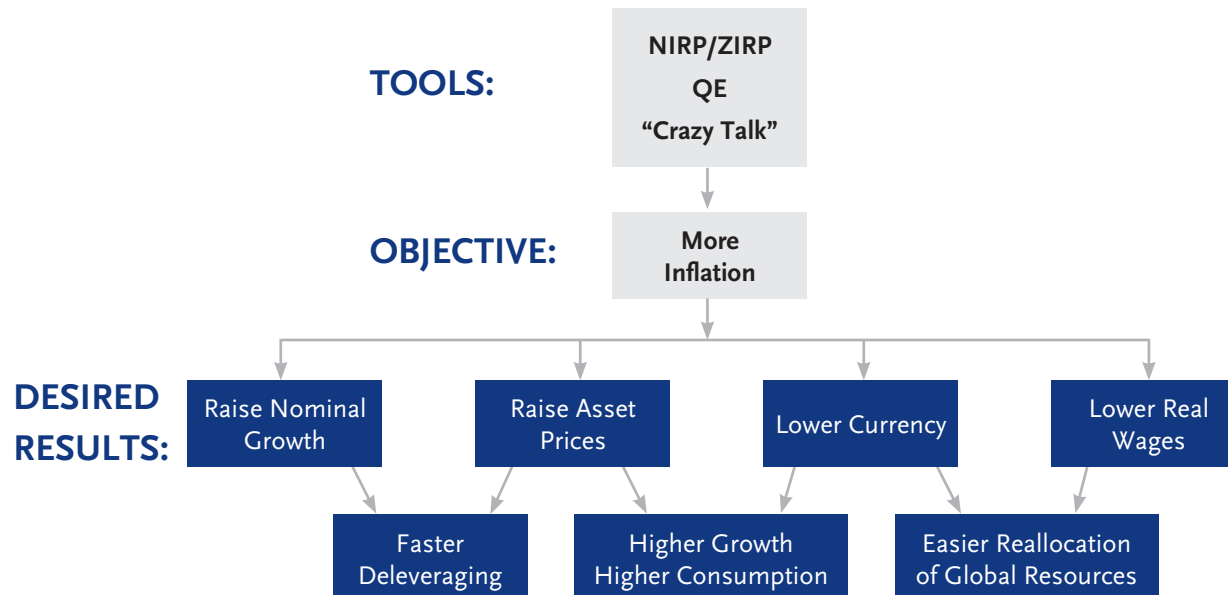 TOOLS:
NIRP/ZIRP
QE
“Crazy Talk”
OBJECTIVE:
More
Inflation
DESIRED
RESULTS:
Raise Nominal
Growth
Raise Asset
Prices
Lower Currency
Lower Real
Wages
Faster
Deleveraging
Higher Growth
Higher Consumption
Easier Reallocation
of Global Resources